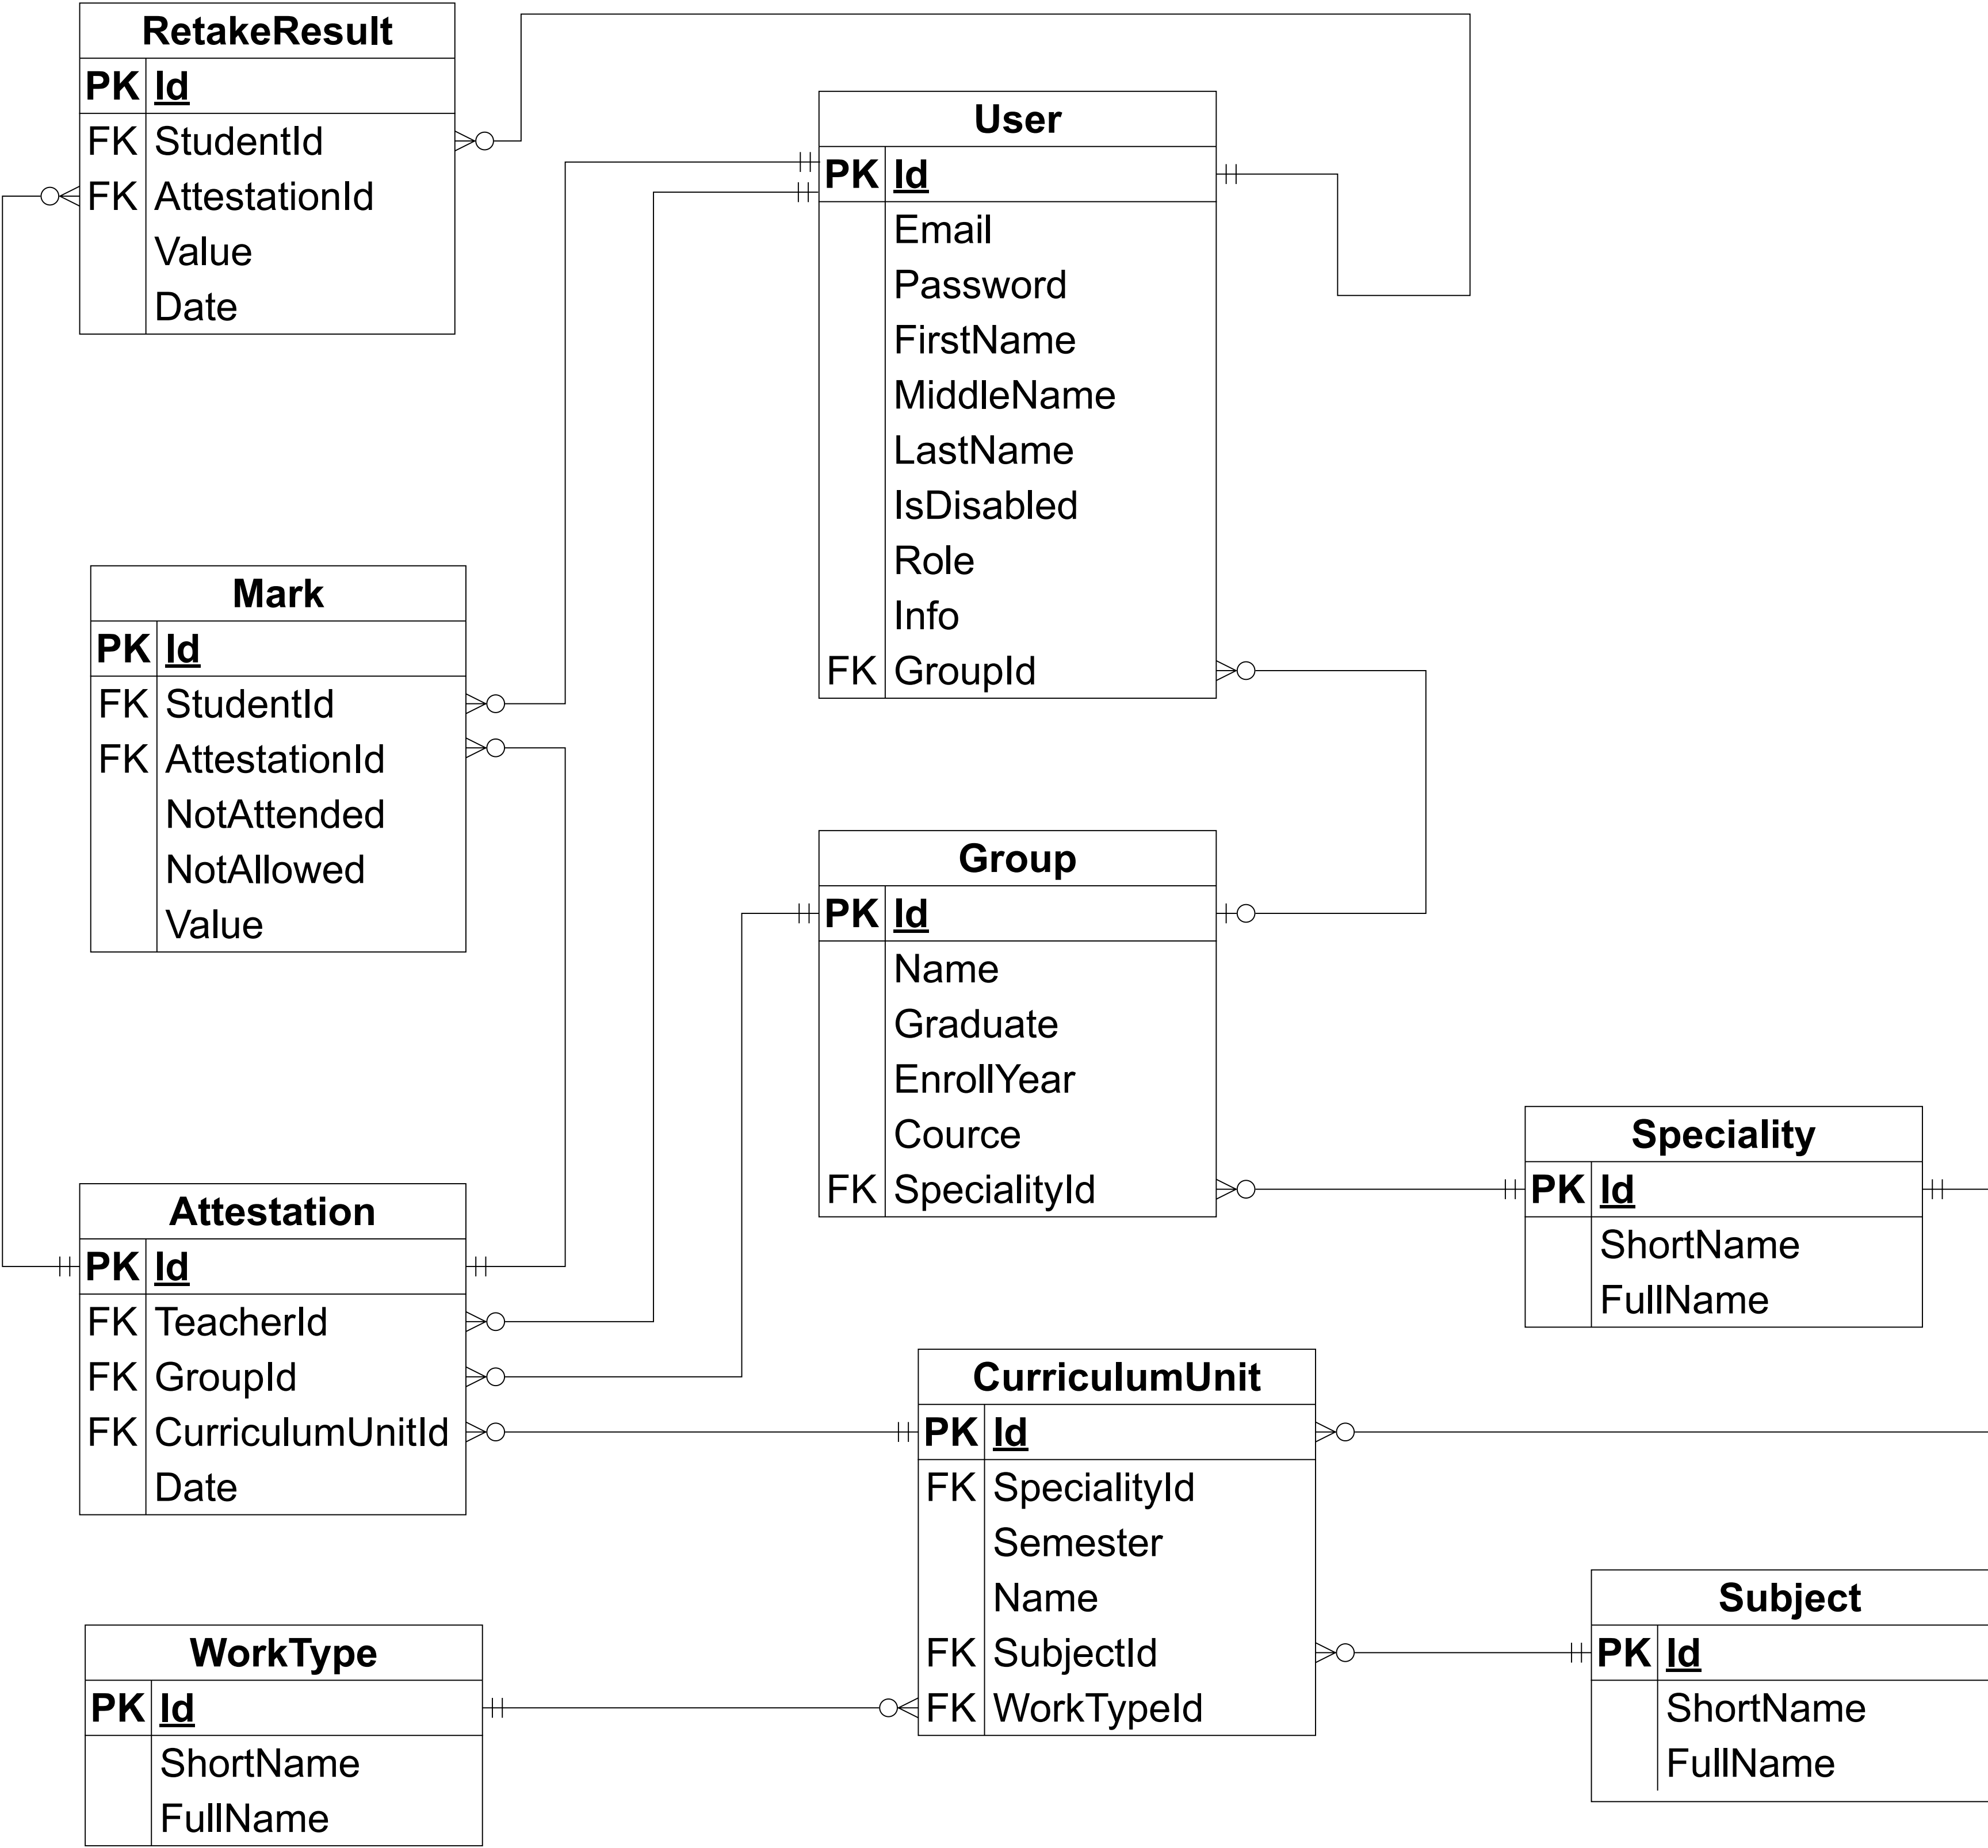 RetakeResult
PK Id
FK StudentId
FK AttestationId
Value
Date
User
PK Id
Email
Password
FirstName
MiddleName
LastName
IsDisabled
Role
Info
FK GroupId
Mark
PK Id
FK StudentId
FK AttestationId
NotAttended
NotAllowed
Value
Group
PK Id
Name
Graduate
EnrollYear
Cource
FK SpecialityId
Speciality
PK Id
ShortName
FullName
Attestation
PK Id
FK TeacherId
FK GroupId
FK CurriculumUnitId
Date
CurriculumUnit
PK Id
FK SpecialityId
Semester
Name
FK SubjectId
FK WorkTypeId
Subject
PK Id
ShortName
FullName
WorkType
PK Id
ShortName
FullName